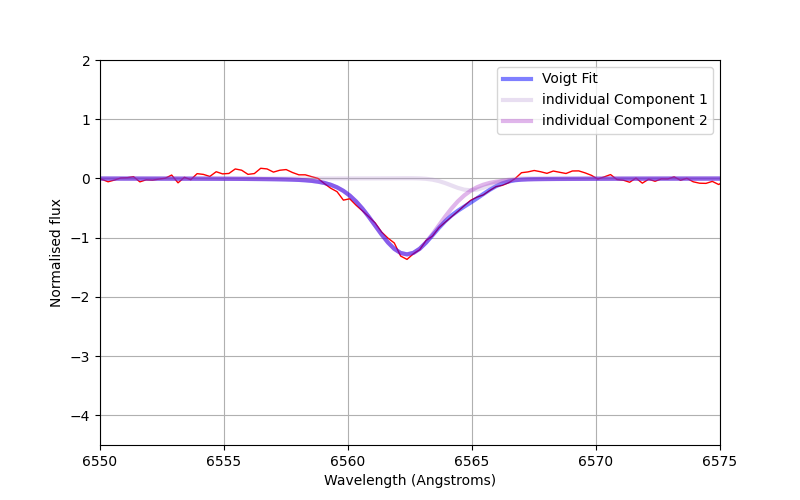 2
1
0
−1
−2
−3
−4
6550
6555
6560
6565
6570
6575
Normalised flux
Wavelength (Angstroms)
Voigt Fit
individual Component 1
individual Component 2